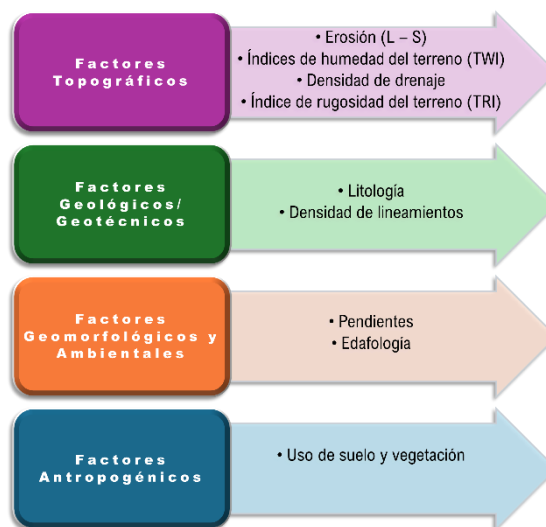 Factores
Topográficos
• Erosión (L – S)
• Índices de humedad del terreno (TWI)
• Densidad de drenaje
• Índice de rugosidad del terreno (TRI)
Factores
Geológicos/
Geotécnicos
• Litología
• Densidad de lineamientos
Factores
Geomorfológicos y
Ambientales
• Pendientes
• Edafología
Factores
Antropogénicos
• Uso de suelo y vegetación